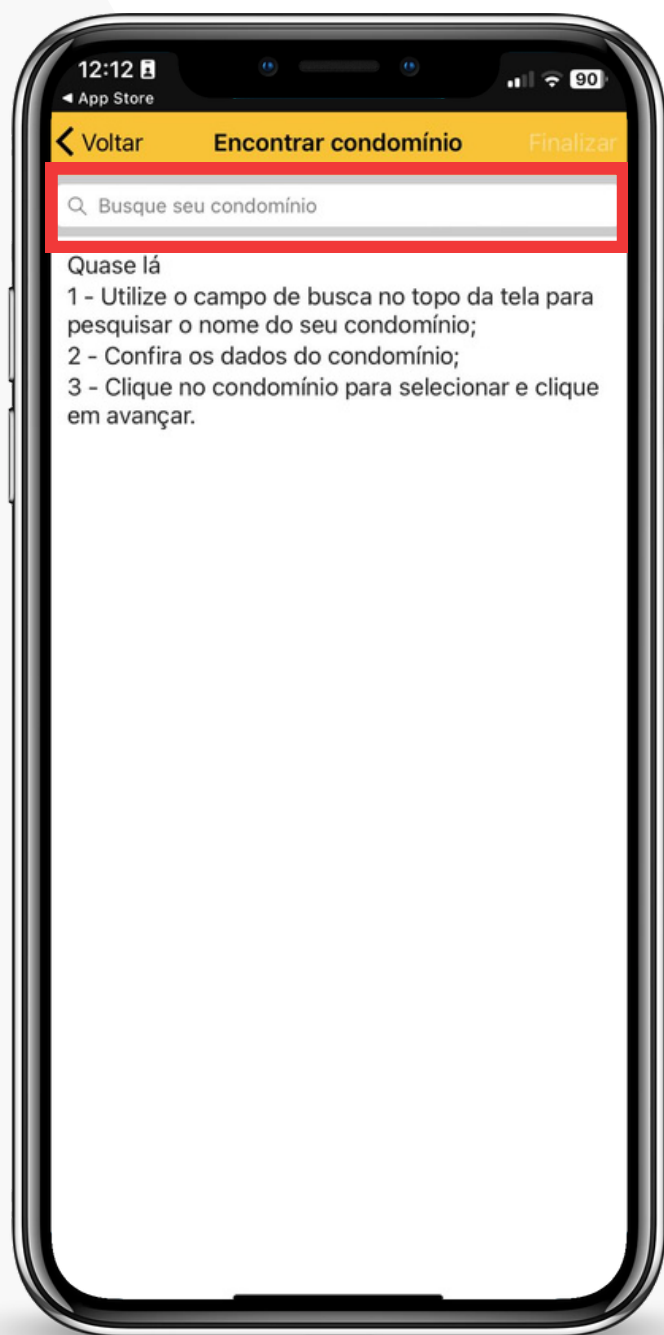 12:12
90
◀ App Store
Voltar
Encontrar condomínio
Finalizar
Busque seu condomínio
Quase lá
1 - Utilize o campo de busca no topo da tela para
pesquisar o nome do seu condomínio;
2 - Confira os dados do condomínio;
3 - Clique no condomínio para selecionar e clique
em avançar.